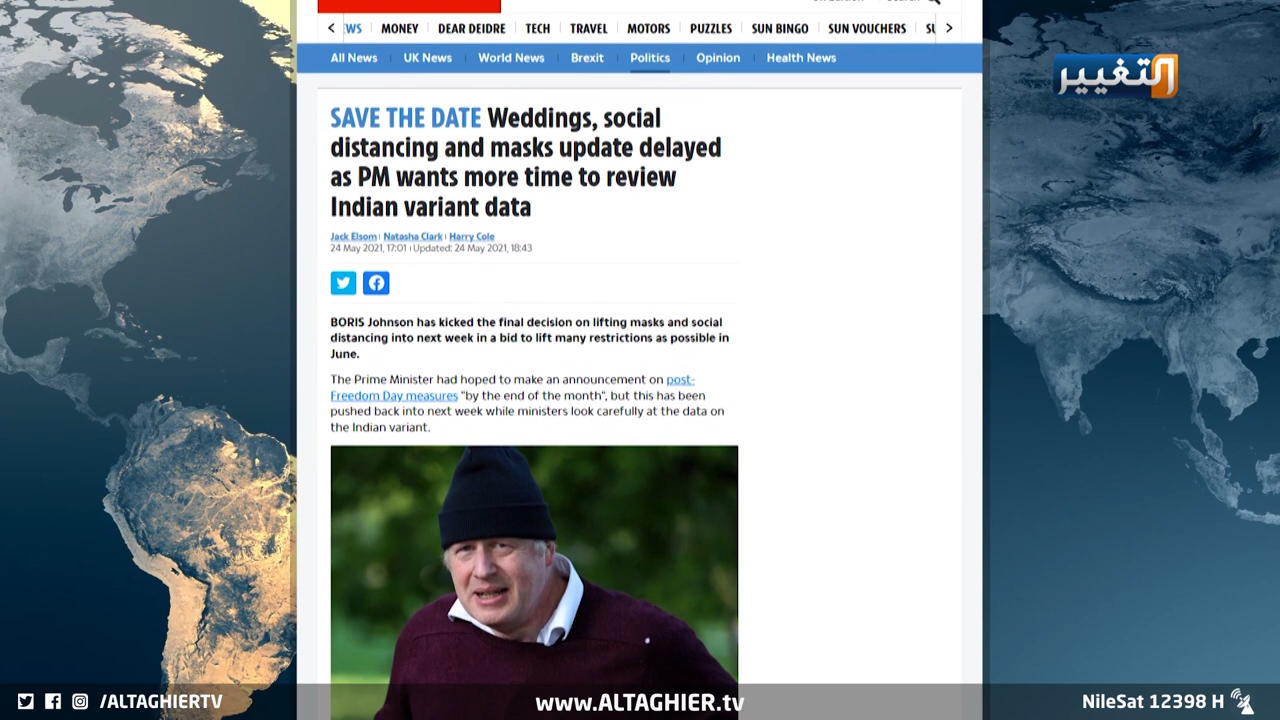 EWS MONEY DEAR DEIDRE TECH TRAVEL MOTORS PUZZLES SUN BINGO SUN VOUCHERS
All News UK News World News Brexit Politics Opinion Health News
التغيير
SAVE THE DATE Weddings, social
distancing and masks update delayed
as PM wants more time to review
Indian variant data
Jack Elsom | Natasha Clark | Harry Cole
24 May 2021, 17:01 | Updated: 24 May 2021, 18:43
BORIS Johnson has kicked the final decision on lifting masks and social
distancing into next week in a bid to lift many restrictions as possible in
June.
The Prime Minister had hoped to make an announcement on post-
Freedom Day measures "by the end of the month", but this has been
pushed back into next week while ministers look carefully at the data on
the Indian variant.
/ALTAGHIERTV www.ALTAGHIER.tv NileSat 12398 H